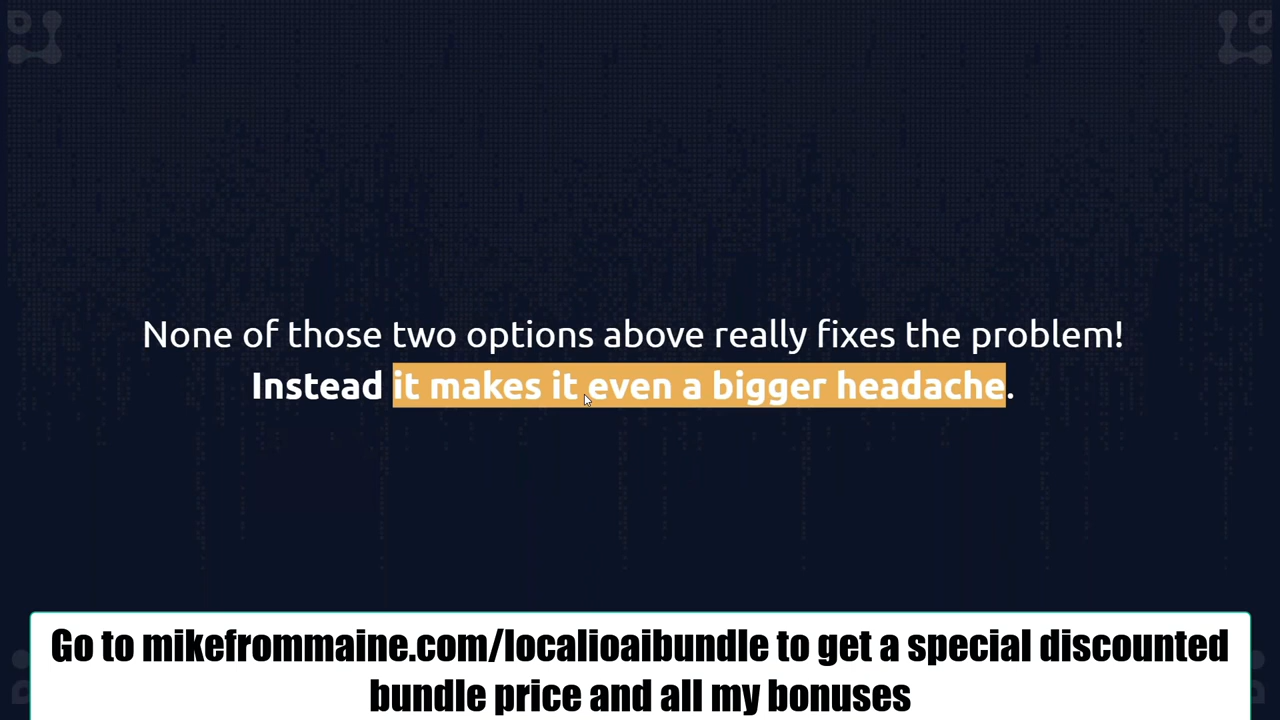 None of those two options above really fixes the problem!
Instead it makes it even a bigger headache.
Go to mikefrommaine.com/localioaibundle to get a special discounted
bundle price and all my bonuses